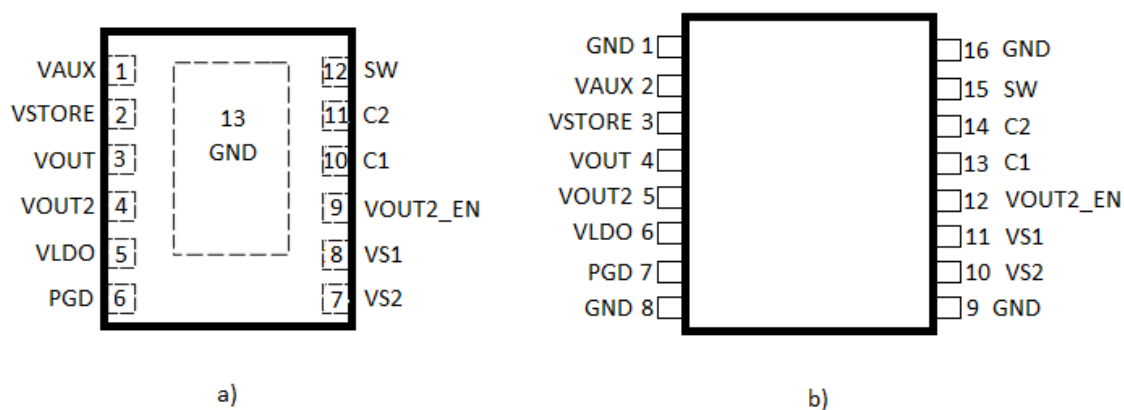 VAUX 1
VSTORE 2
VOUT 3
VOUT2 4
VLDO 5
PGD 6
13
GND
12 SW
11 C2
10 C1
9 VOUT2_EN
8 VS1
7 VS2
a)
GND 1
VAUX 2
VSTORE 3
VOUT 4
VOUT2 5
VLDO 6
PGD 7
GND 8
16 GND
15 SW
14 C2
13 C1
12 VOUT2_EN
11 VS1
10 VS2
9 GND
b)